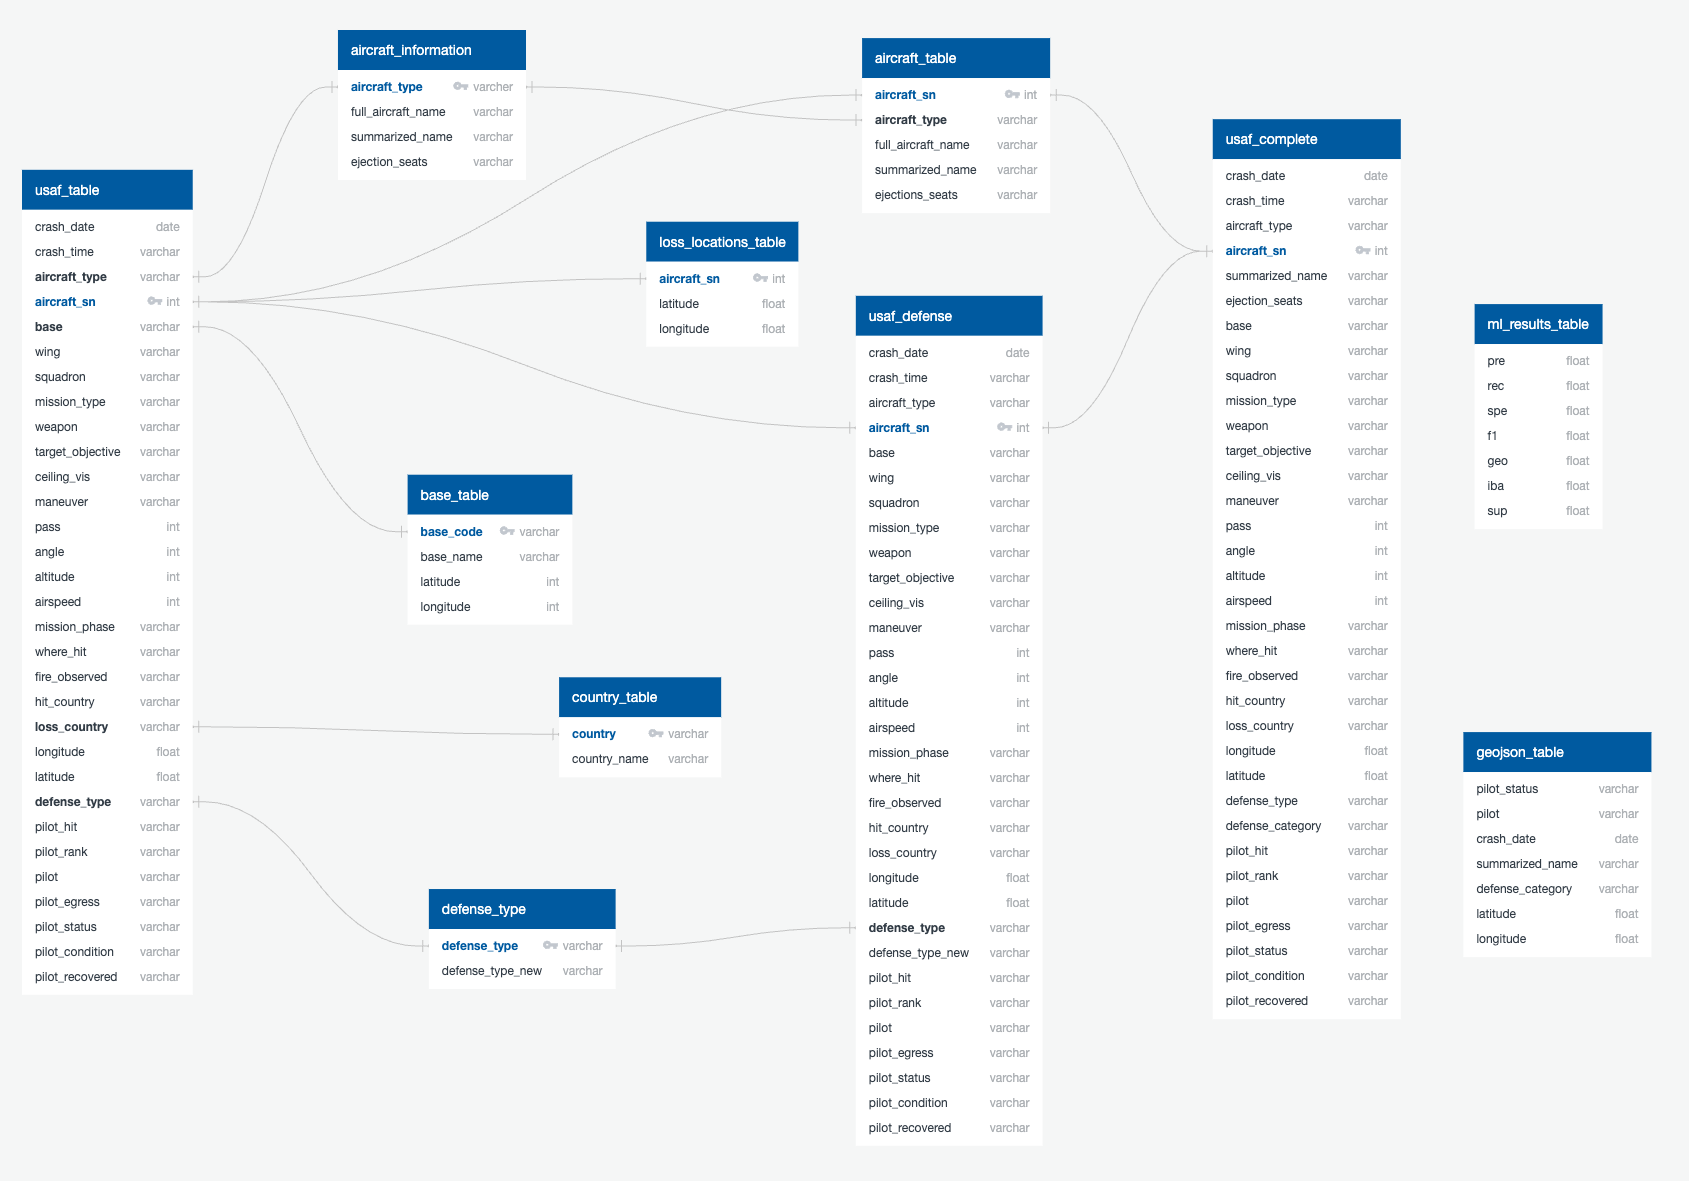 aircraft_information
aircraft_type varcher
full_aircraft_name varchar
summarized_name varchar
ejection_seats varchar
aircraft_table
aircraft_sn int
aircraft_type varchar
full_aircraft_name varchar
summarized_name varchar
ejections_seats varchar
usaf_table
crash_date date
crash_time varchar
aircraft_type varchar
aircraft_sn int
base varchar
wing varchar
squadron varchar
mission_type varchar
weapon varchar
target_objective varchar
ceiling_vis varchar
maneuver varchar
pass int
angle int
altitude int
airspeed int
mission_phase varchar
where_hit varchar
fire_observed varchar
hit_country varchar
loss_country varchar
longitude float
latitude float
defense_type varchar
pilot_hit varchar
pilot_rank varchar
pilot varchar
pilot_egress varchar
pilot_status varchar
pilot_condition varchar
pilot_recovered varchar
loss_locations_table
aircraft_sn int
latitude float
longitude float
base_table
base_code varchar
base_name varchar
latitude int
longitude int
country_table
country varchar
country_name varchar
defense_type
defense_type varchar
defense_type_new varchar
usaf_defense
crash_date date
crash_time varchar
aircraft_type varchar
aircraft_sn int
base varchar
wing varchar
squadron varchar
mission_type varchar
weapon varchar
target_objective varchar
ceiling_vis varchar
maneuver varchar
pass int
angle int
altitude int
airspeed int
mission_phase varchar
where_hit varchar
fire_observed varchar
hit_country varchar
loss_country varchar
longitude float
latitude float
defense_type varchar
defense_type_new varchar
pilot_hit varchar
pilot_rank varchar
pilot varchar
pilot_egress varchar
pilot_status varchar
pilot_condition varchar
pilot_recovered varchar
usaf_complete
crash_date date
crash_time varchar
aircraft_type varchar
aircraft_sn int
summarized_name varchar
ejection_seats varchar
base varchar
wing varchar
squadron varchar
mission_type varchar
weapon varchar
target_objective varchar
ceiling_vis varchar
maneuver varchar
pass int
angle int
altitude int
airspeed int
mission_phase varchar
where_hit varchar
fire_observed varchar
hit_country varchar
loss_country varchar
longitude float
latitude float
defense_type varchar
defense_category varchar
pilot_hit varchar
pilot_rank varchar
pilot varchar
pilot_egress varchar
pilot_status varchar
pilot_condition varchar
pilot_recovered varchar
ml_results_table
pre float
rec float
spe float
f1 float
geo float
iba float
sup float
geojson_table
pilot_status varchar
pilot varchar
crash_date date
summarized_name varchar
defense_category varchar
latitude float
longitude float